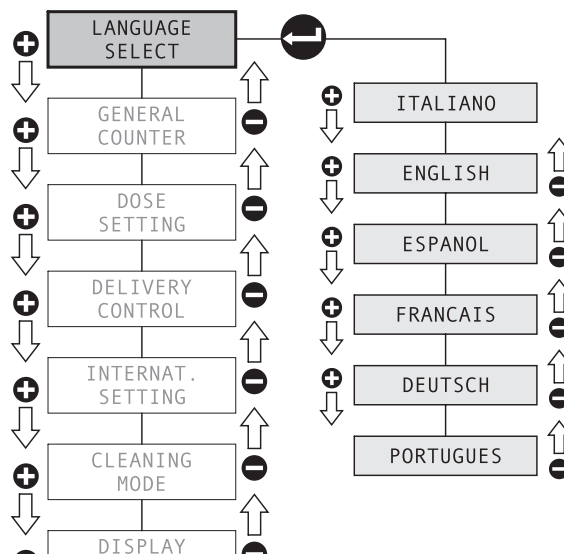 LANGUAGE
SELECT
GENERAL
COUNTER
DOSE
SETTING
DELIVERY
CONTROL
INTERNAT.
SETTING
CLEANING
MODE
DISPLAY
ITALIANO
ENGLISH
ESPANOL
FRANCAIS
DEUTSCH
PORTUGUES